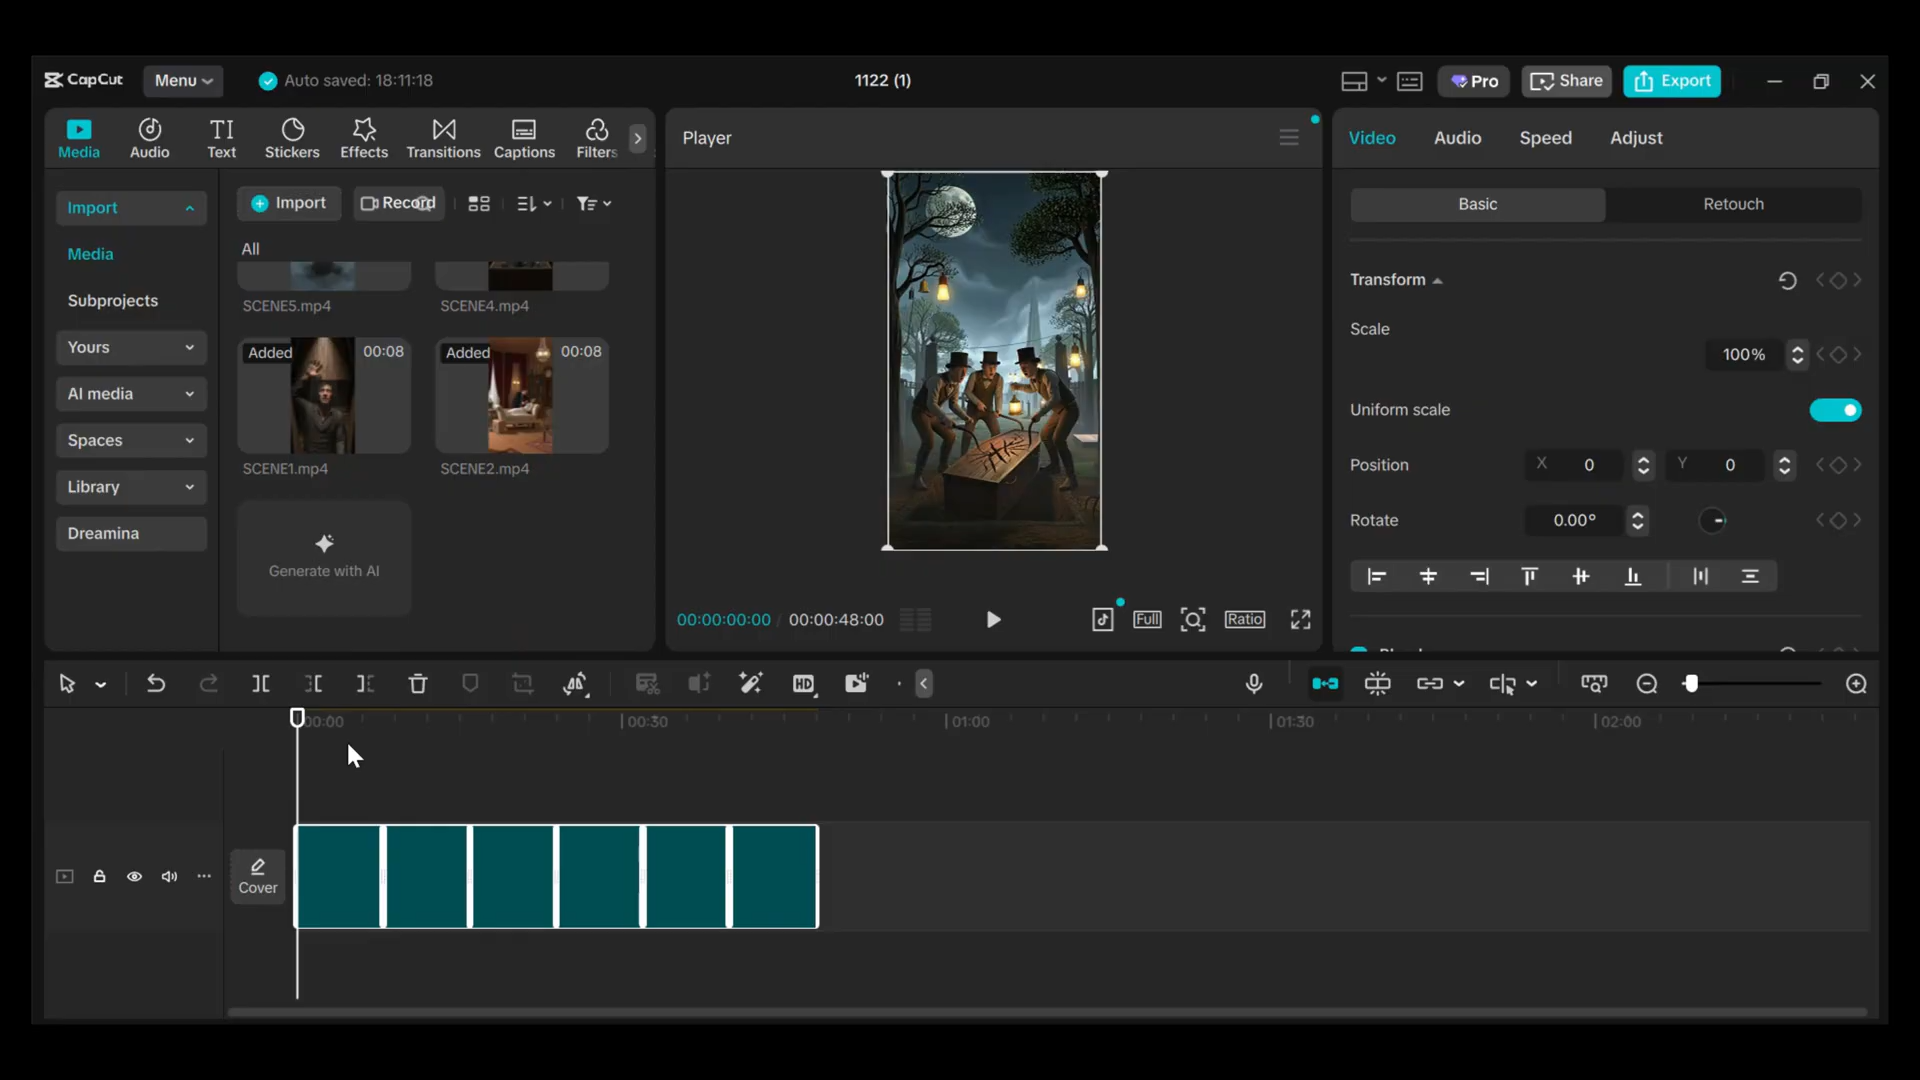 CapCut
Menu
Auto saved: 18:11:18
1122 (1)
Pro
Share
Export
Media
Audio
Text
Stickers
Effects
Transitions
Captions
Filters
Player
Video
Audio
Speed
Adjust
Import
Media
Subprojects
Yours
AI media
Spaces
Library
Dreamina
Import
Record
All
SCENE5.mp4
SCENE4.mp4
Added
00:08
Added
00:08
SCENE1.mp4
SCENE2.mp4
Generate with AI
00:00:00:00 / 00:00:48:00
Full
Ratio
Basic
Retouch
Transform
Scale
100%
Uniform scale
Position
X 0
Y 0
Rotate
0.00°
HD
00:00
00:30
01:00
01:30
02:00
Cover